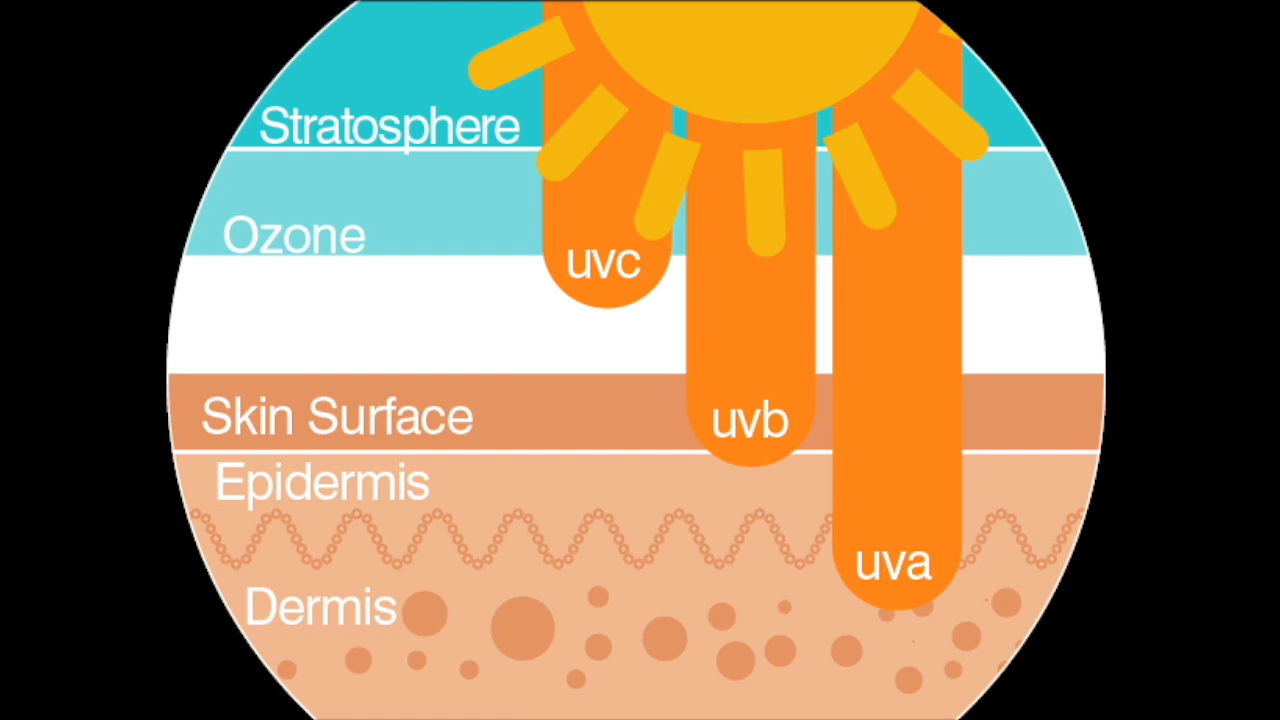 Stratosphere
Ozone
uvc
Skin Surface
uvb
Epidermis
uva
Dermis